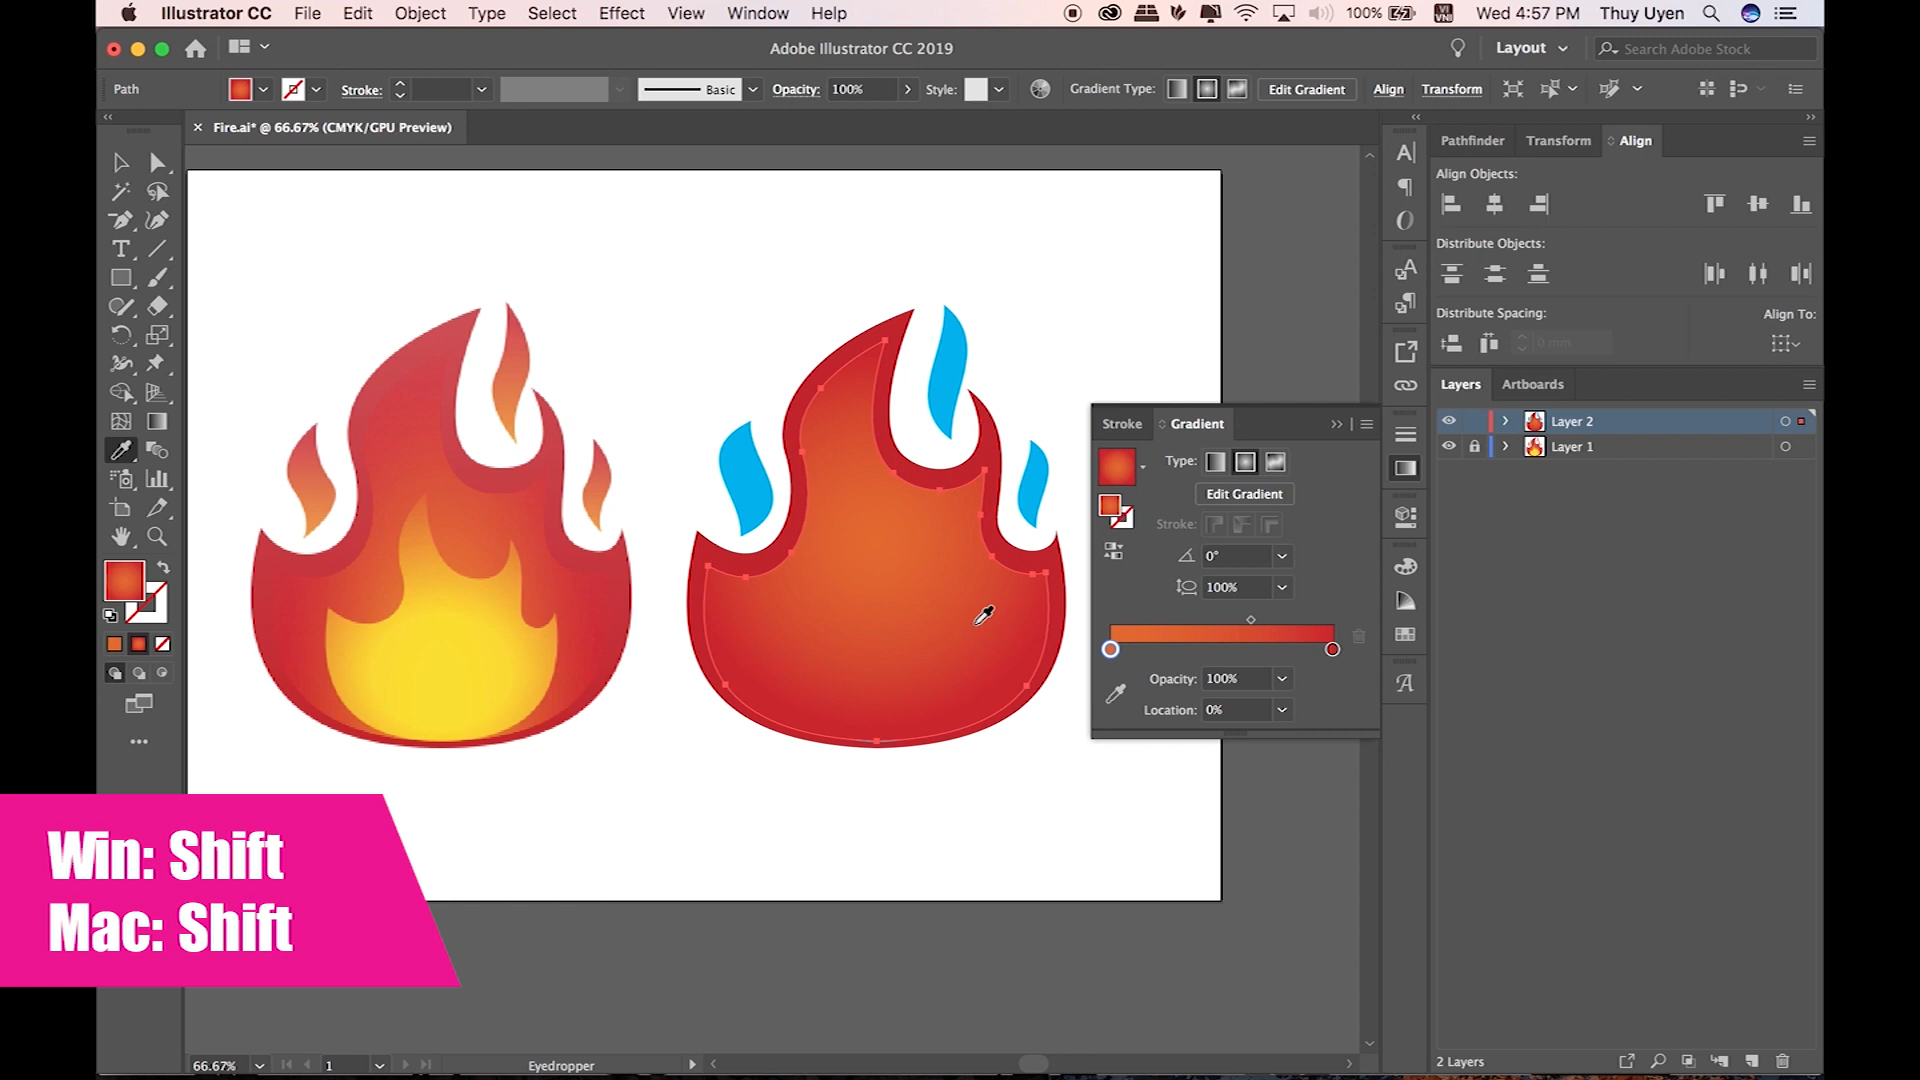 Illustrator CC File Edit Object Type Select Effect View Window Help 100% VI VNI Wed 4:57 PM Thuy Uyen
Adobe Illustrator CC 2019 Layout Search Adobe Stock
Path Stroke: Basic Opacity: 100% Style: Gradient Type: Edit Gradient Align Transform
× Fire.ai* @ 66.67% (CMYK/GPU Preview)
Pathfinder Transform Align
Align Objects:
Distribute Objects:
Distribute Spacing: Align To:
0 mm
Layers Artboards
Layer 2
Layer 1
Stroke Gradient
Type:
Edit Gradient
Stroke:
0°
100%
Opacity: 100%
Location: 0%
Win: Shift
Mac: Shift
66.67% 1 Eyedropper
2 Layers